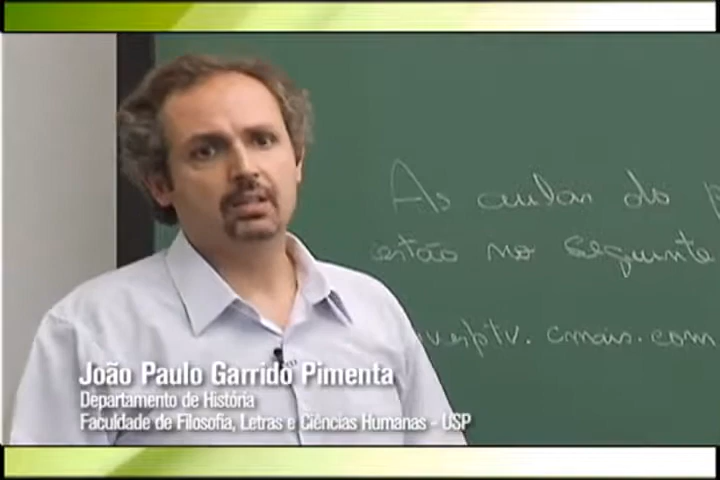 As aulas do
estão no seguinte
univesptv.cmais.com
João Paulo Garrido Pimenta
Departamento de História
Faculdade de Filosofia, Letras e Ciências Humanas - USP